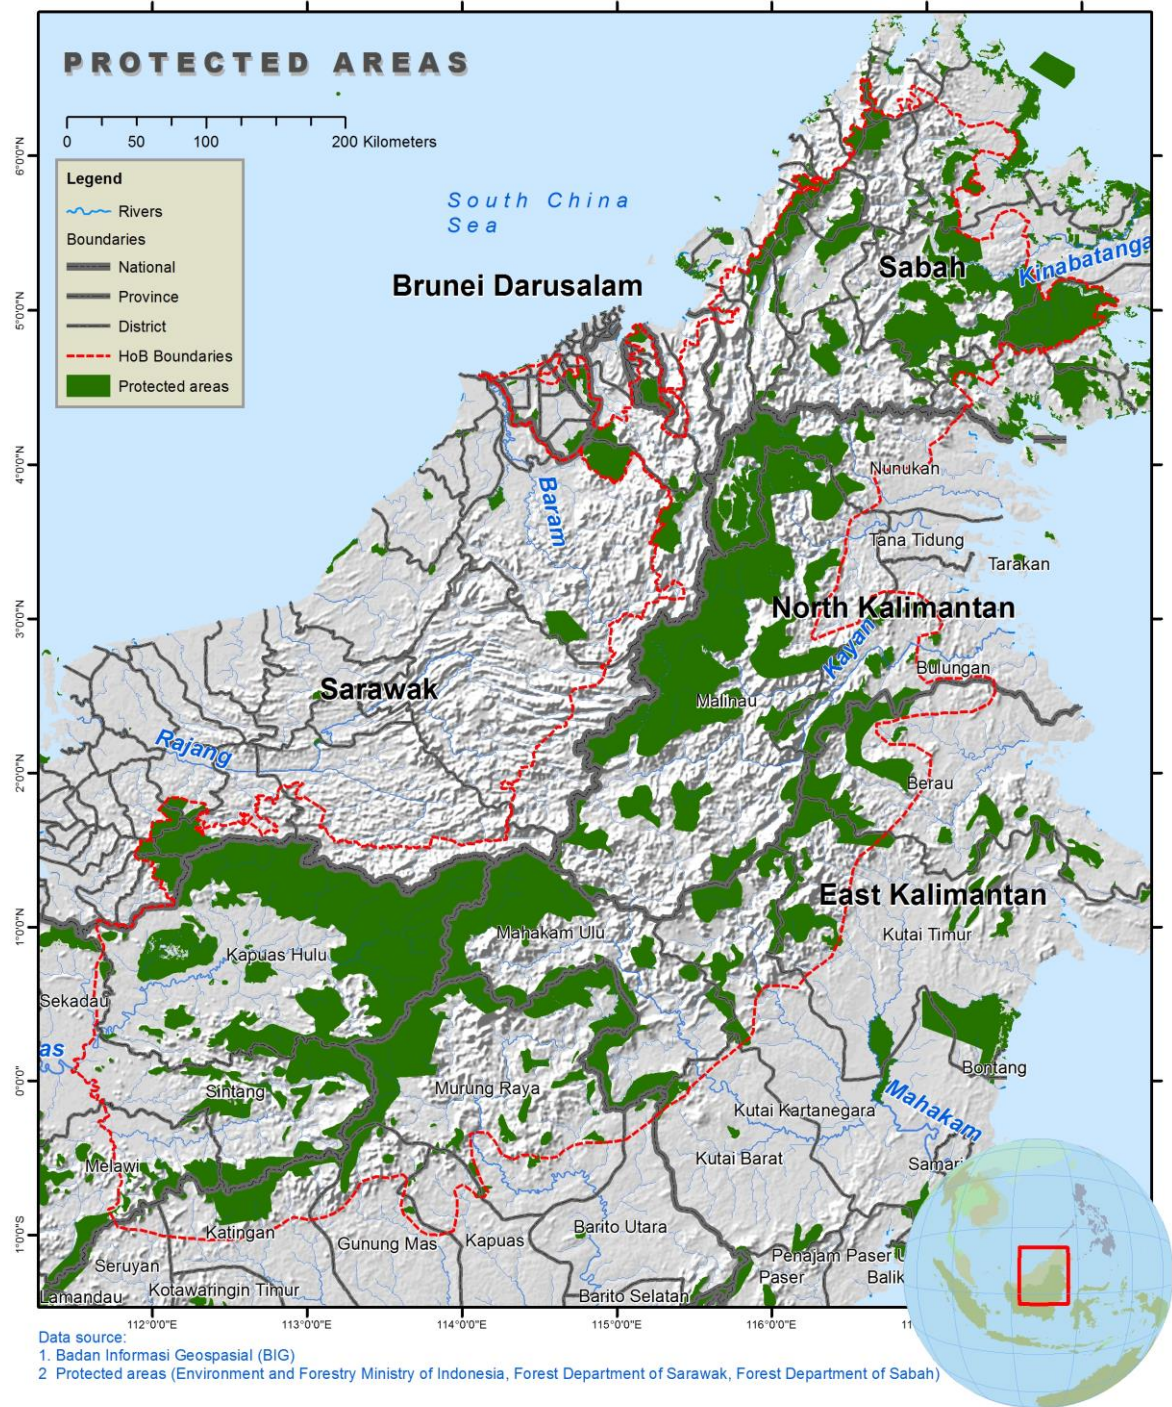 PROTECTED AREAS
0 50 100 200 Kilometers
Legend
Rivers
Boundaries
National
Province
District
HoB Boundaries
Protected areas
South China
Sea
Brunei Darusalam
Sabah
Kinabatanga
Nunukan
Baram
Tana Tidung
Tarakan
North Kalimantan
Kayan
Bulungan
Sarawak
Malinau
Rajang
Berau
East Kalimantan
Kutai Timur
Mahakam Ulu
Kapuas Hulu
Sekadau
as
Bontang
Sintang
Murung Raya
Kutai Kartanegara
Mahakam
Kutai Barat
Samari
Melawi
Katingan
Gunung Mas
Kapuas
Barito Utara
Penajam Paser U
Paser
Balik
Seruyan
Kotawaringin Timur
Lamandau
Barito Selatan
6°0'0"N
5°0'0"N
4°0'0"N
3°0'0"N
2°0'0"N
1°0'0"N
0°0'0"
1°0'0"S
112°0'0"E 113°0'0"E 114°0'0"E 115°0'0"E 116°0'0"E 11
Data source:
1. Badan Informasi Geospasial (BIG)
2 Protected areas (Environment and Forestry Ministry of Indonesia, Forest Department of Sarawak, Forest Department of Sabah)